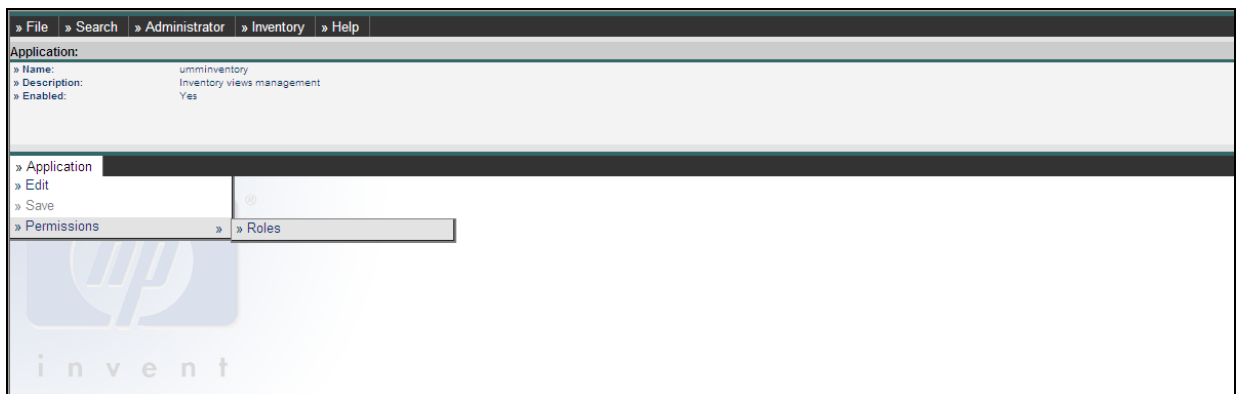 » File » Search » Administrator » Inventory » Help
Application:
» Name: umminventory
» Description: Inventory views management
» Enabled: Yes
» Application
» Edit
» Save
» Permissions » » Roles
®
hp
invent